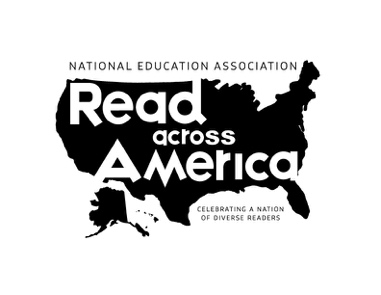 NATIONAL EDUCATION ASSOCIATION
Read
across
America
CELEBRATING A NATION
OF DIVERSE READERS